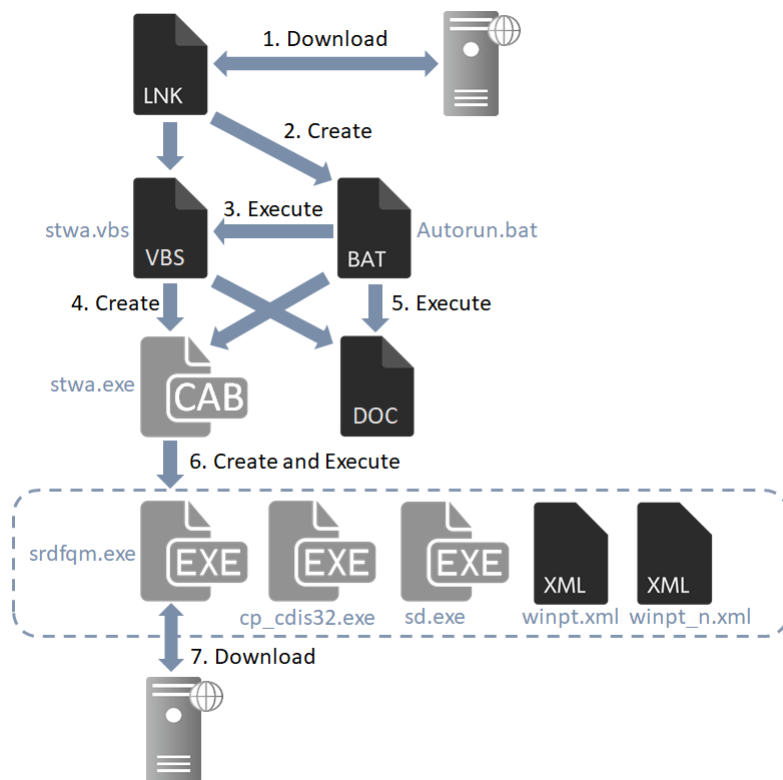 1. Download
LNK
2. Create
stwa.vbs
3. Execute
Autorun.bat
VBS
BAT
4. Create
5. Execute
stwa.exe
CAB
DOC
6. Create and Execute
srdfqm.exe
EXE
EXE
EXE
XML
XML
cp_cdis32.exe
sd.exe
winpt.xml
winpt_n.xml
7. Download